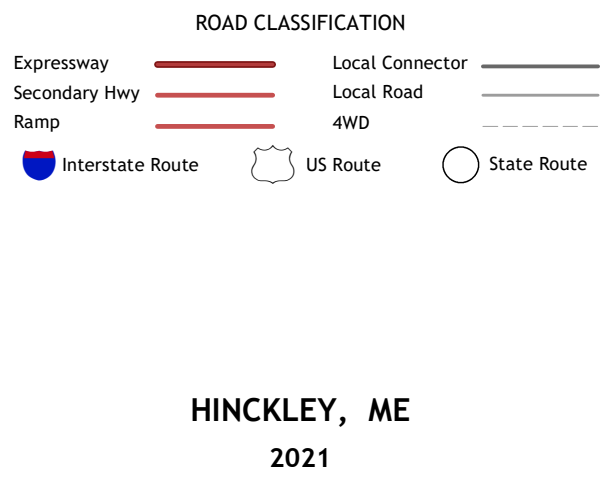 ROAD CLASSIFICATION
Expressway
Local Connector
Secondary Hwy
Local Road
Ramp
4WD
Interstate Route
US Route
State Route
HINCKLEY, ME
2021